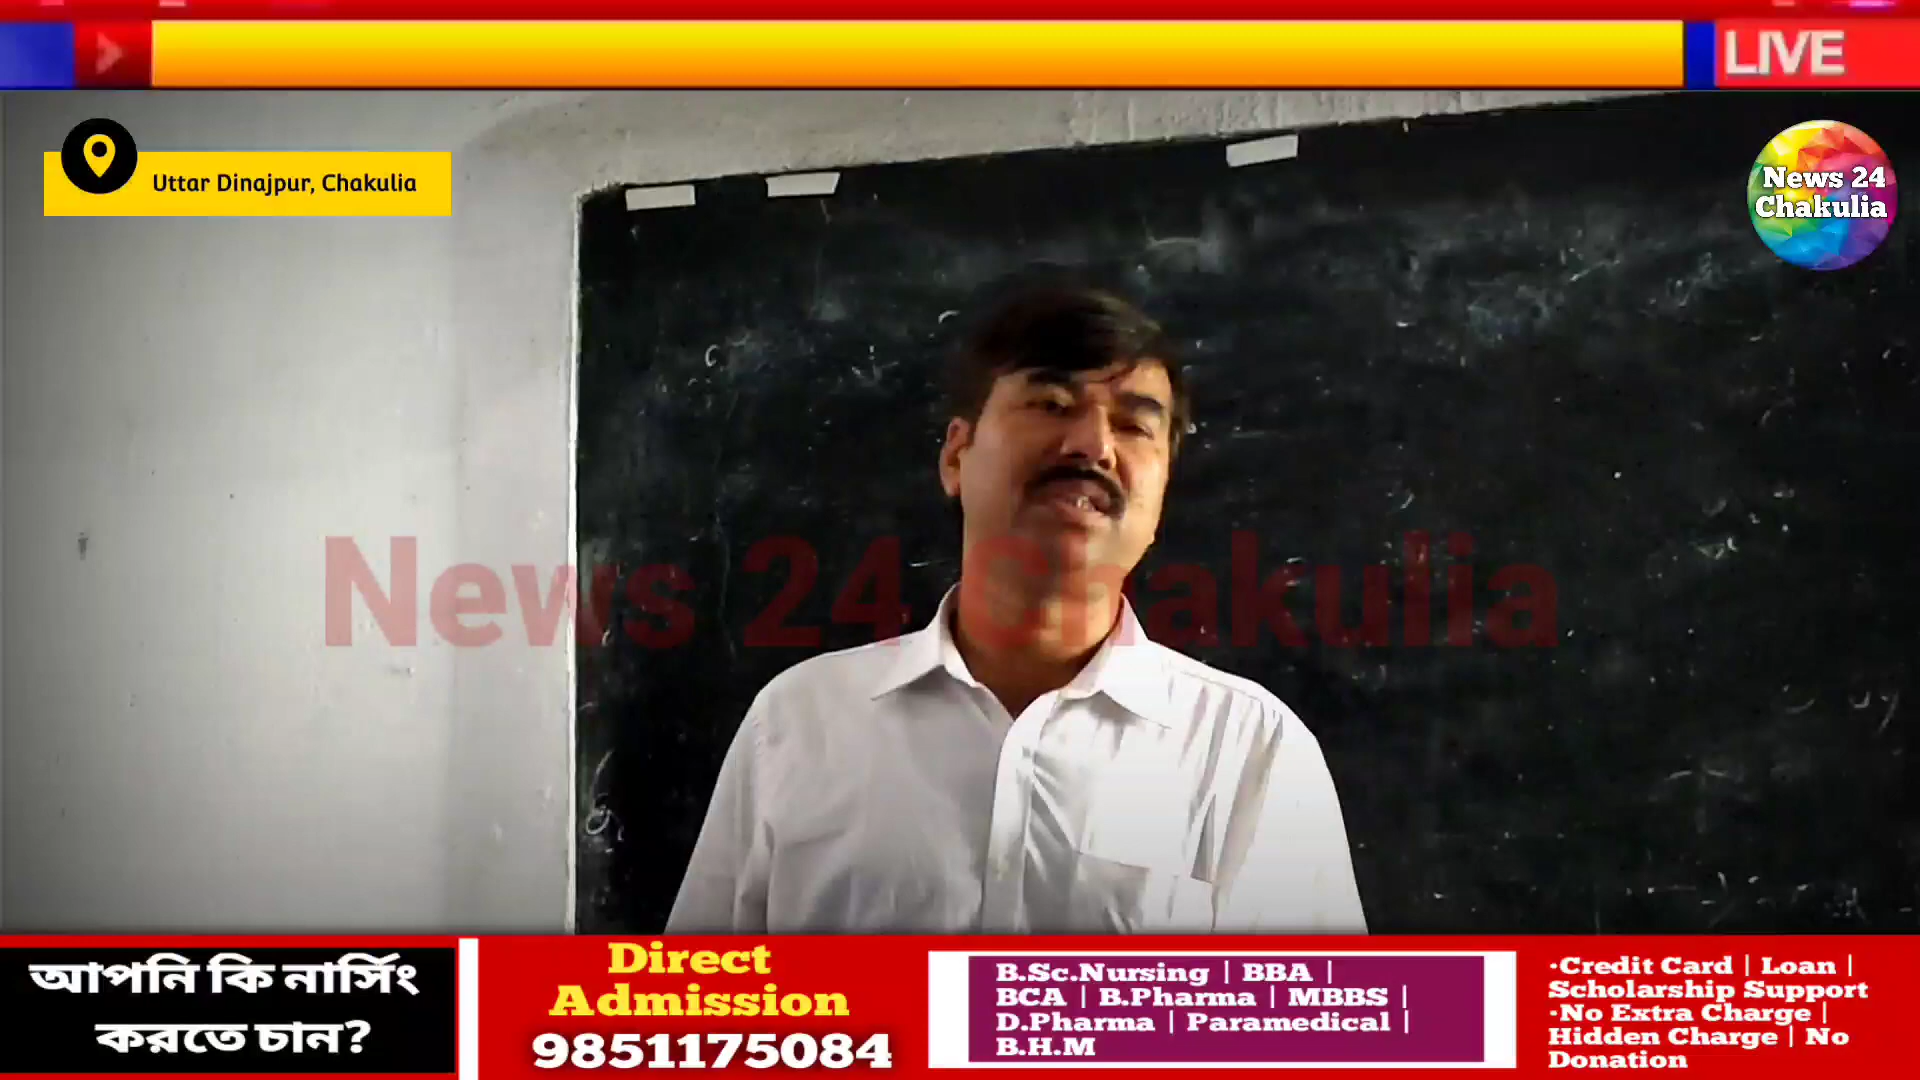 LIVE
Uttar Dinajpur, Chakulia
News 24
Chakulia
News 24 Chakulia
আপনি কি নার্সিং
করতে চান?
Direct
Admission
9851175084
B.Sc.Nursing | BBA |
BCA | B.Pharma | MBBS |
D.Pharma | Paramedical |
B.H.M
•Credit Card | Loan |
Scholarship Support
•No Extra Charge |
Hidden Charge | No
Donation